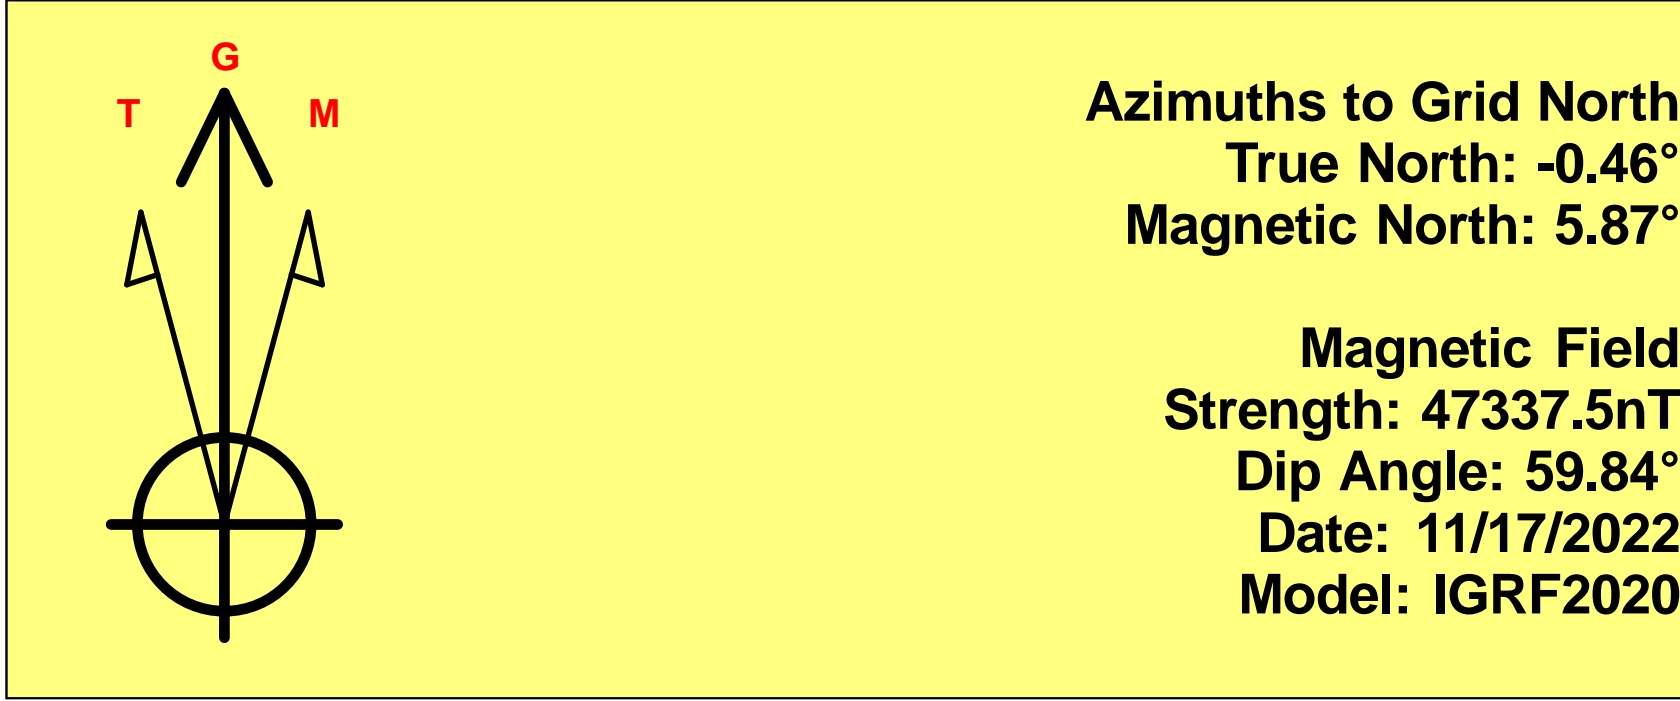 G
T
M
Azimuths to Grid North
True North: -0.46°
Magnetic North: 5.87°
Magnetic Field
Strength: 47337.5nT
Dip Angle: 59.84°
Date: 11/17/2022
Model: IGRF2020